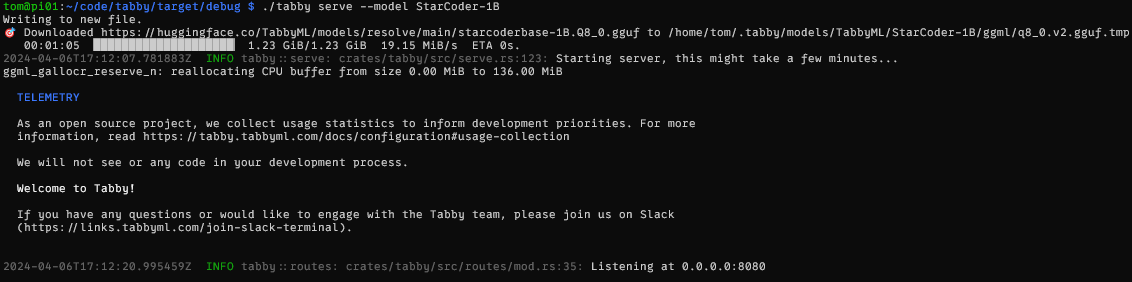 tom@pi01:~/code/tabby/target/debug $ ./tabby serve --model StarCoder-1B
Writing to new file.
🎯 Downloaded https://huggingface.co/TabbyML/models/resolve/main/starcoderbase-1B.Q8_0.gguf to /home/tom/.tabby/models/TabbyML/StarCoder-1B/ggml/q8_0.v2.gguf.tmp
00:01:05 ████████████████████ 1.23 GiB/1.23 GiB 19.15 MiB/s ETA 0s.
2024-04-06T17:12:07.781883Z INFO tabby::serve: crates/tabby/src/serve.rs:123: Starting server, this might take a few minutes...
ggml_gallocr_reserve_n: reallocating CPU buffer from size 0.00 MiB to 136.00 MiB
TELEMETRY
As an open source project, we collect usage statistics to inform development priorities. For more
information, read https://tabby.tabbyml.com/docs/configuration#usage-collection
We will not see or any code in your development process.
Welcome to Tabby!
If you have any questions or would like to engage with the Tabby team, please join us on Slack
(https://links.tabbyml.com/join-slack-terminal).
2024-04-06T17:12:20.995459Z INFO tabby::routes: crates/tabby/src/routes/mod.rs:35: Listening at 0.0.0.0:8080